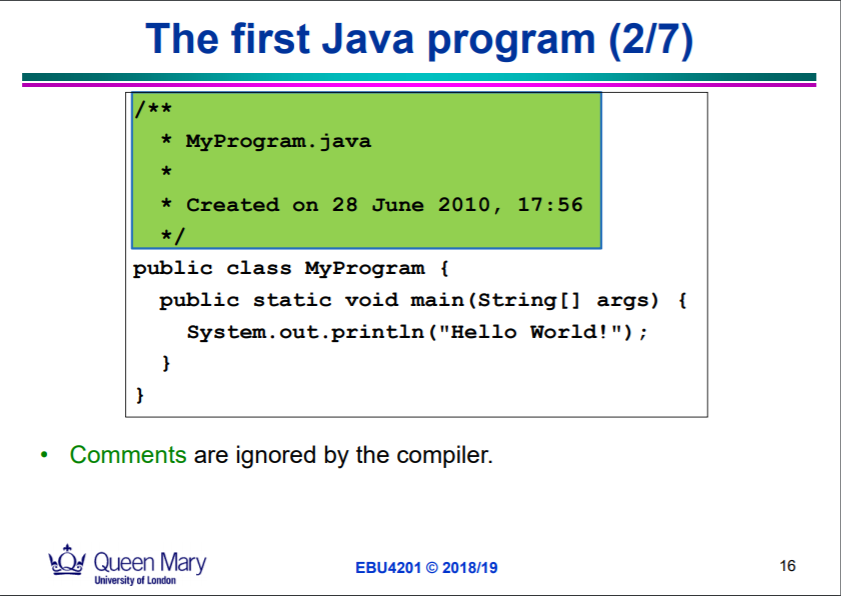 The first Java program (2/7)
/**
  * MyProgram.java
  *
  * Created on 28 June 2010, 17:56
  */
public class MyProgram {
  public static void main(String[] args) {
    System.out.println("Hello World!");
  }
}
• Comments are ignored by the compiler.
Queen Mary
University of London
EBU4201 © 2018/19
16